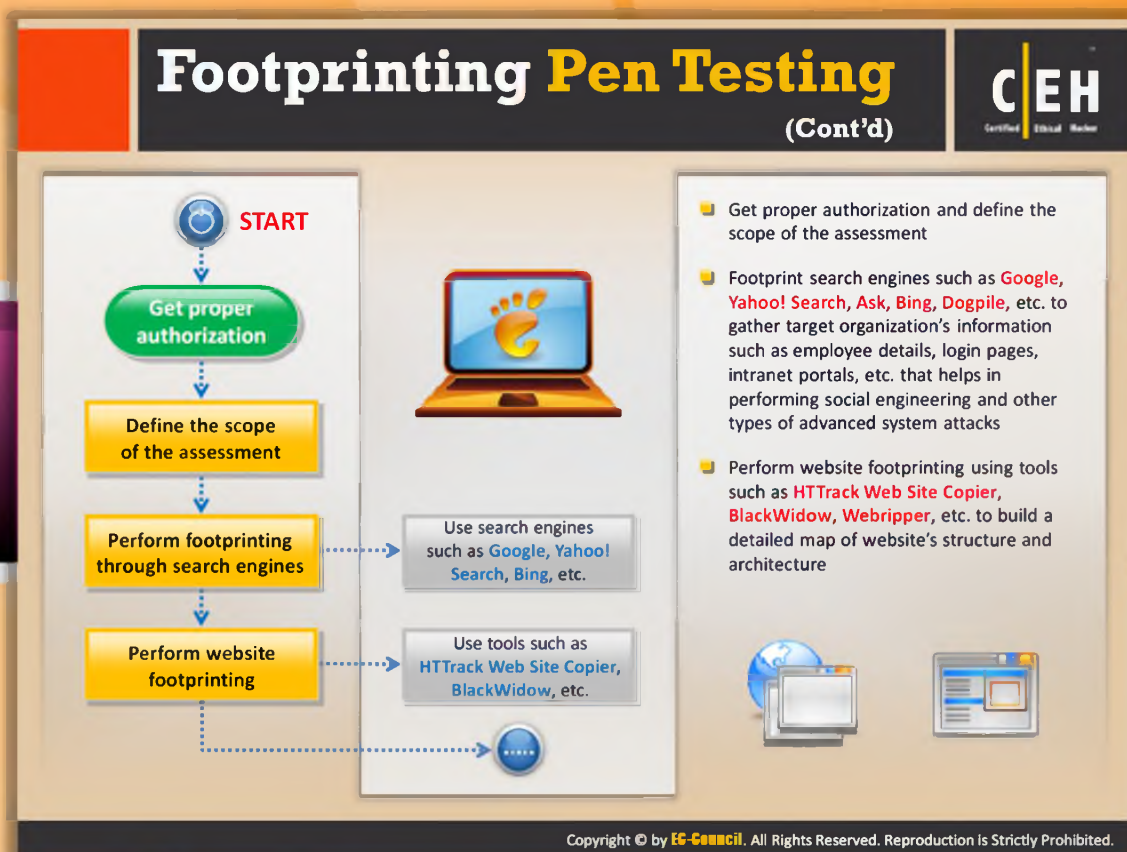 Footprinting Pen Testing
(Cont'd)
C|EH
Certified Ethical Hacker
START
Get proper
authorization
Define the scope
of the assessment
Perform footprinting
through search engines
Perform website
footprinting
Use search engines
such as Google, Yahoo!
Search, Bing, etc.
Use tools such as
HTTrack Web Site Copier,
BlackWidow, etc.
Get proper authorization and define the
scope of the assessment
Footprint search engines such as Google,
Yahoo! Search, Ask, Bing, Dogpile, etc. to
gather target organization's information
such as employee details, login pages,
intranet portals, etc. that helps in
performing social engineering and other
types of advanced system attacks
Perform website footprinting using tools
such as HTTrack Web Site Copier,
BlackWidow, Webripper, etc. to build a
detailed map of website's structure and
architecture
Copyright © by EC-Council. All Rights Reserved. Reproduction is Strictly Prohibited.